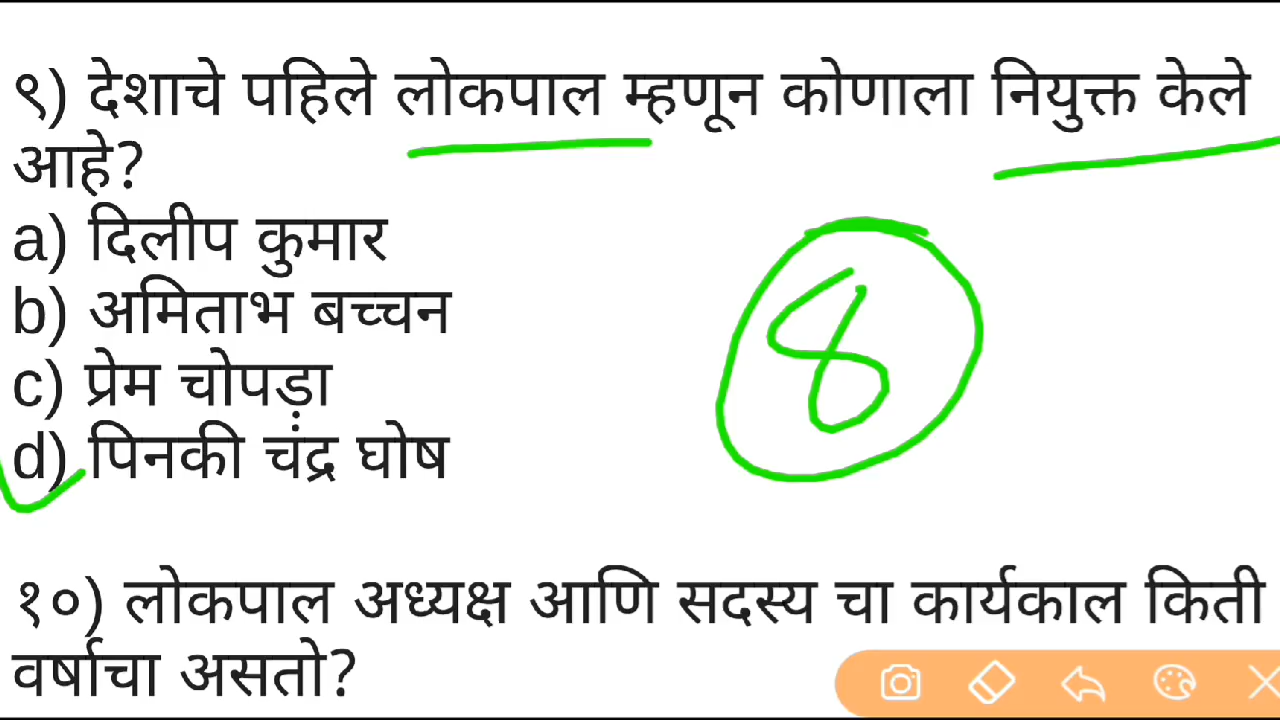 ९) देशाचे पहिले लोकपाल म्हणून कोणाला नियुक्त केले
आहे?
a) दिलीप कुमार
b) अमिताभ बच्चन
c) प्रेम चोपड़ा
d) पिनकी चंद्र घोष
8
१०) लोकपाल अध्यक्ष आणि सदस्य चा कार्यकाल किती
वर्षाचा असतो?